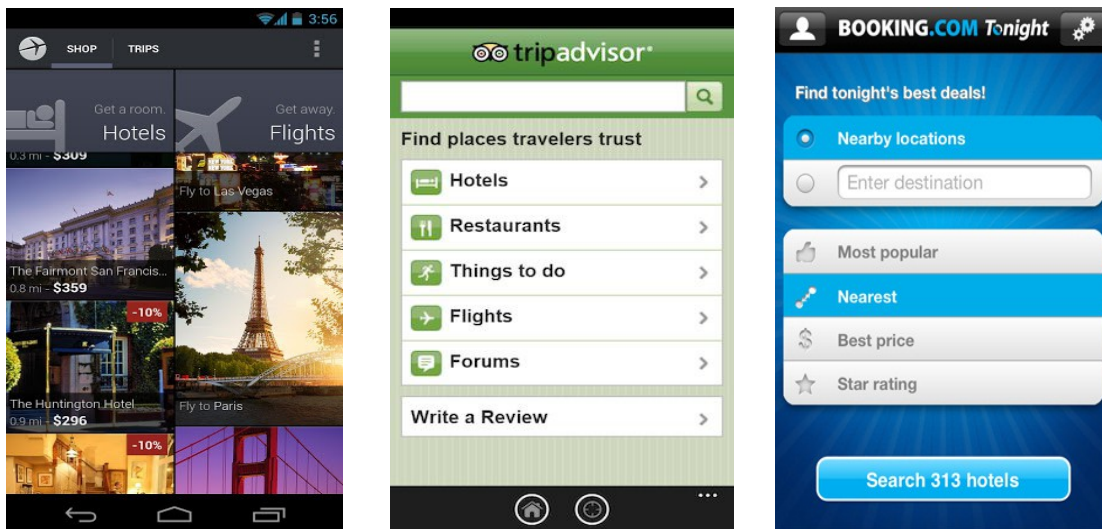 3:56
SHOP TRIPS
Get a room.
Hotels
Get away.
Flights
0.3 mi - $309
The Fairmont San Francis...
0.8 mi - $359
-10%
The Huntington Hotel
0.9 mi - $296
-10%
Fly to Las Vegas
Fly to Paris
tripadvisor
Find places travelers trust
Hotels
Restaurants
Things to do
Flights
Forums
Write a Review
BOOKING.COM Tonight
Find tonight's best deals!
Nearby locations
Enter destination
Most popular
Nearest
Best price
Star rating
Search 313 hotels